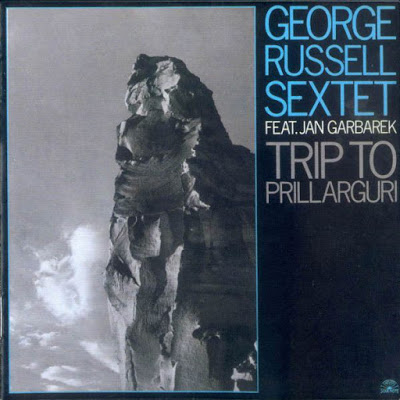 GEORGE
RUSSELL
SEXTET
FEAT. JAN GARBAREK
TRIP TO
PRILLARGURI